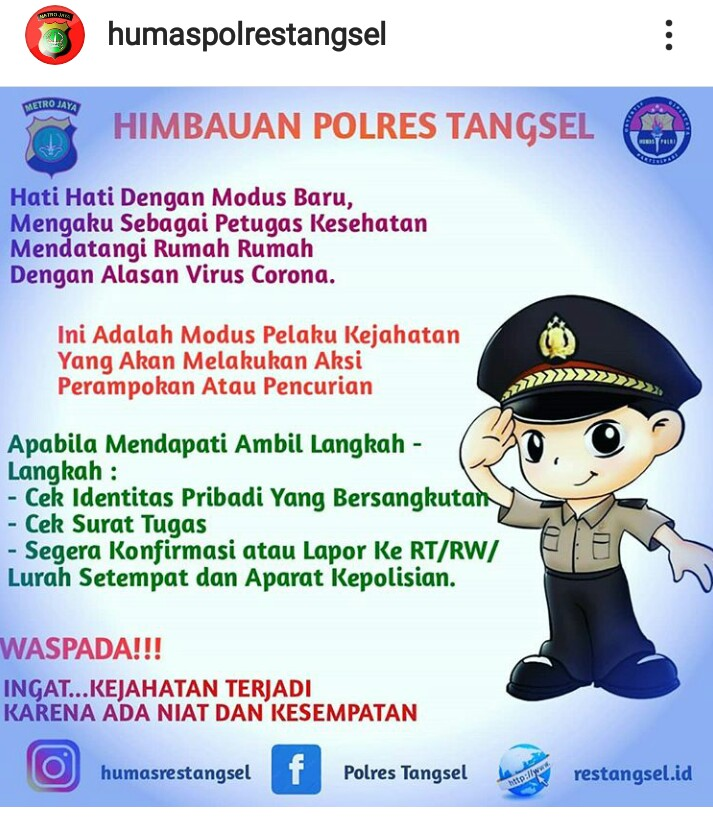 humaspolrestangsel
METRO JAYA
METRO JAYA
HIMBAUAN POLRES TANGSEL
HUMAS POLRI
Hati Hati Dengan Modus Baru,
Mengaku Sebagai Petugas Kesehatan
Mendatangi Rumah Rumah
Dengan Alasan Virus Corona.
Ini Adalah Modus Pelaku Kejahatan
Yang Akan Melakukan Aksi
Perampokan Atau Pencurian
Apabila Mendapati Ambil Langkah -
Langkah :
- Cek Identitas Pribadi Yang Bersangkutan
- Cek Surat Tugas
- Segera Konfirmasi atau Lapor Ke RT/RW/
Lurah Setempat dan Aparat Kepolisian.
WASPADA!!!
INGAT...KEJAHATAN TERJADI
KARENA ADA NIAT DAN KESEMPATAN
humasrestangsel
f
Polres Tangsel
http://www.
restangsel.id